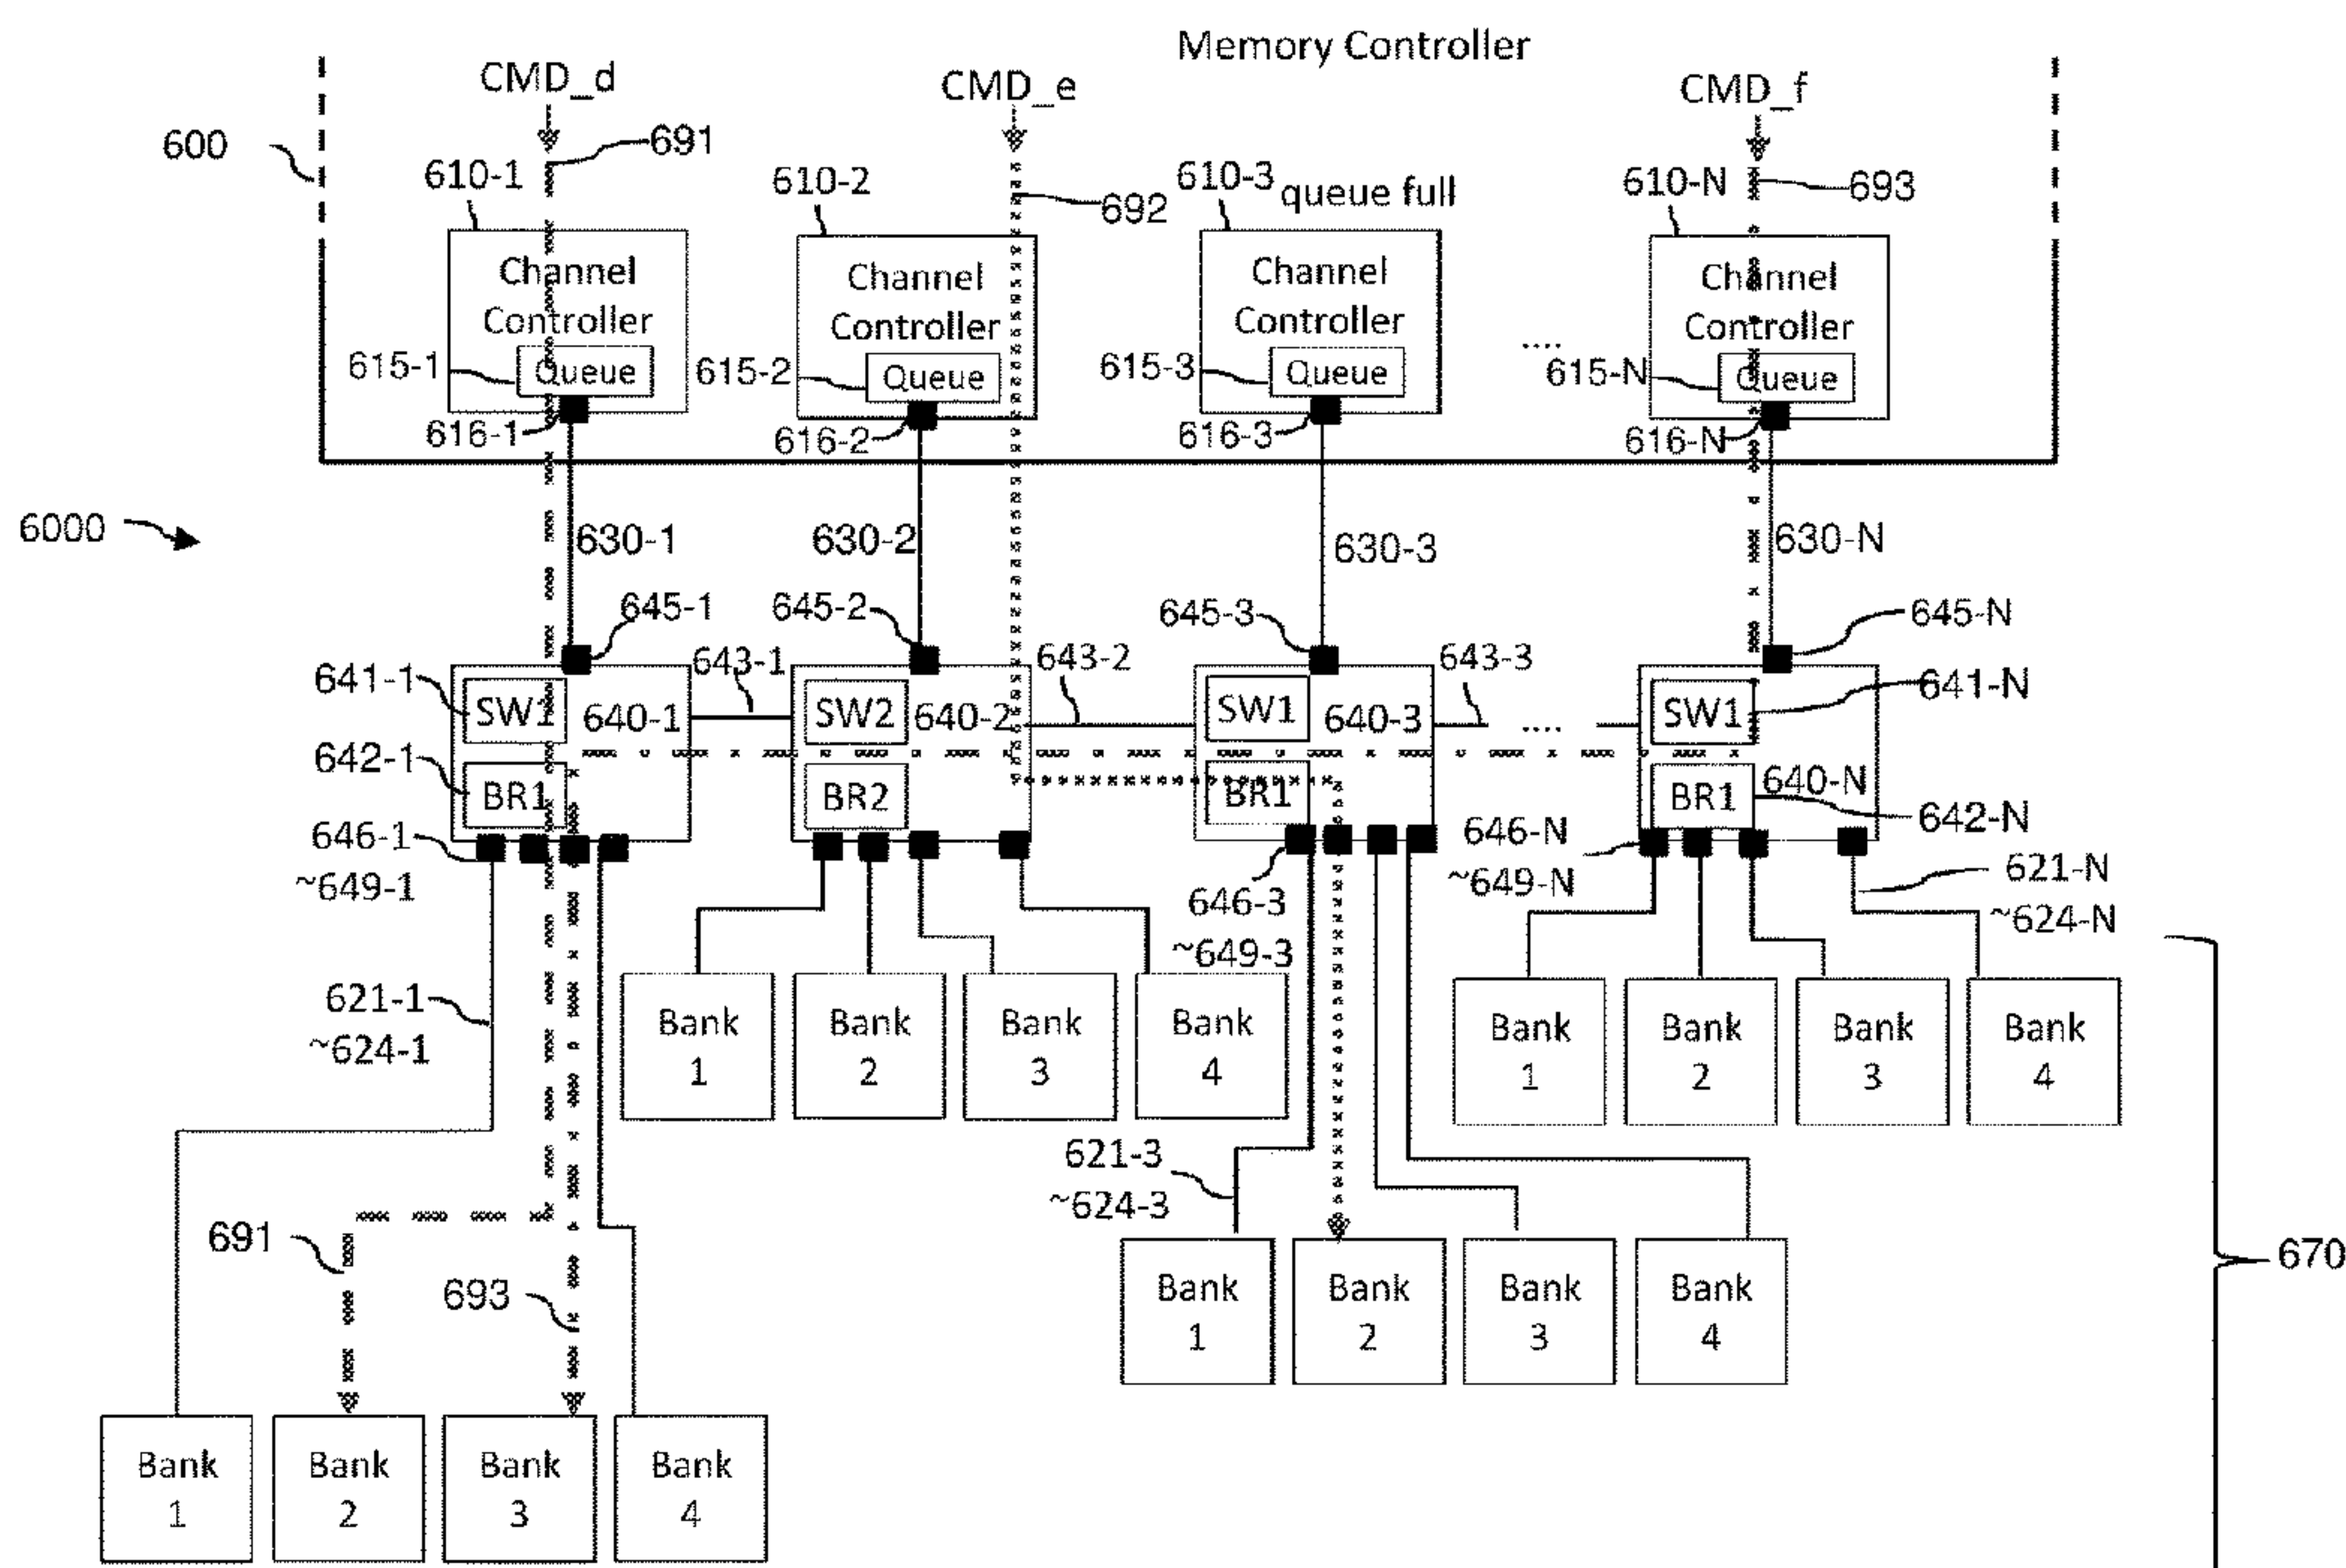 Memory Controller
CMD_d
CMD_e
CMD_f
600
691
610-1
610-2
692
610-3
queue full
610-N
693
Channel
Controller
Queue
Channel
Controller
Queue
Channel
Controller
Queue
....
Channel
Controller
Queue
615-1
615-2
615-3
615-N
616-1
616-2
616-3
616-N
6000
630-1
630-2
630-3
630-N
645-1
645-2
645-3
645-N
643-1
643-2
643-3
641-1
SW1
640-1
SW2
640-2
SW1
640-3
....
SW1
641-N
642-1
BR1
BR2
BR1
BR1
640-N
642-N
646-1
~649-1
646-3
~649-3
646-N
~649-N
621-N
~624-N
621-1
~624-1
Bank
1
Bank
2
Bank
3
Bank
4
Bank
1
Bank
2
Bank
3
Bank
4
621-3
~624-3
691
693
670
Bank
1
Bank
2
Bank
3
Bank
4
Bank
1
Bank
2
Bank
3
Bank
4